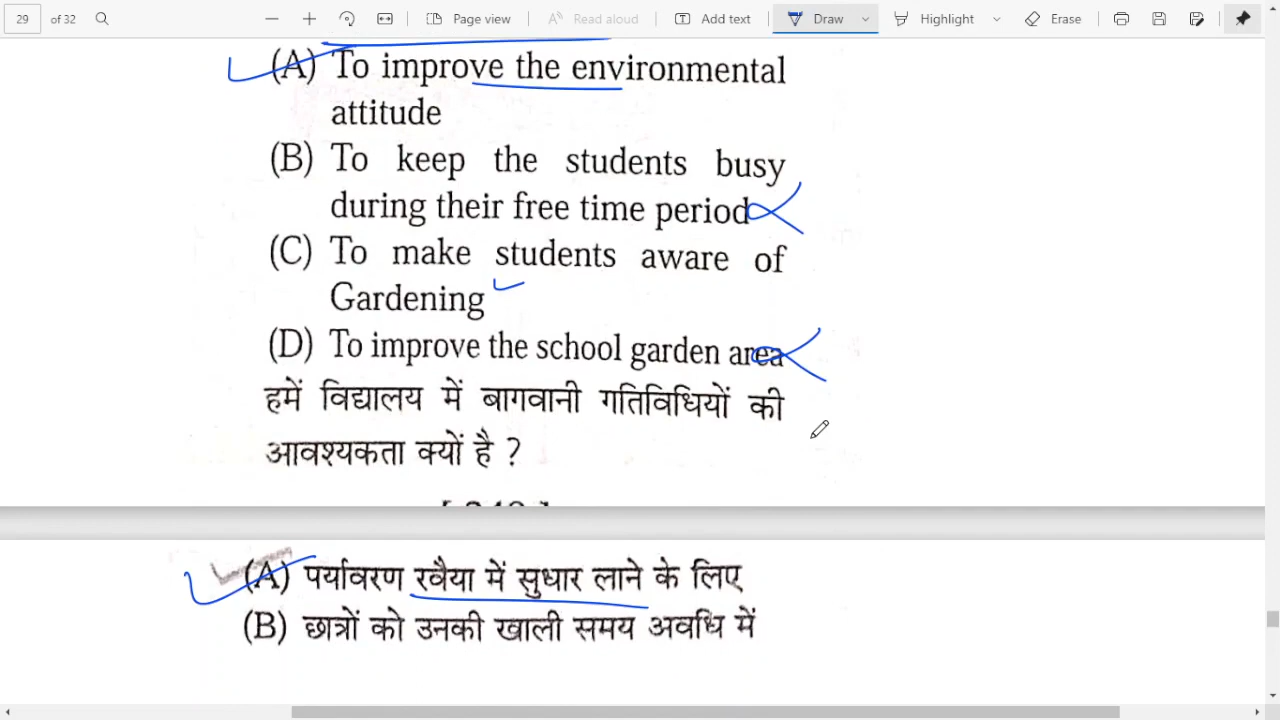 29 of 32 Page view Read aloud Add text Draw Highlight Erase
(A) To improve the environmental
attitude
(B) To keep the students busy
during their free time period
(C) To make students aware of
Gardening
(D) To improve the school garden area
हमें विद्यालय में बागवानी गतिविधियों की
आवश्यकता क्यों है ?
(A) पर्यावरण रवैया में सुधार लाने के लिए
(B) छात्रों को उनकी खाली समय अवधि में